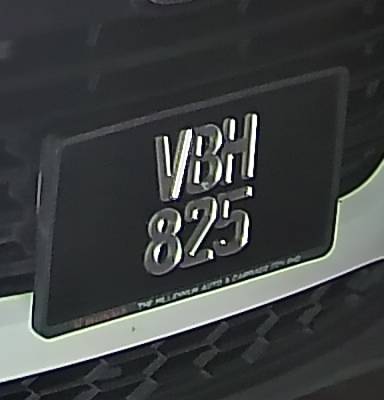 VBH
825
THE MILLENIUM AUTO & CARRIAGE SDN BHD